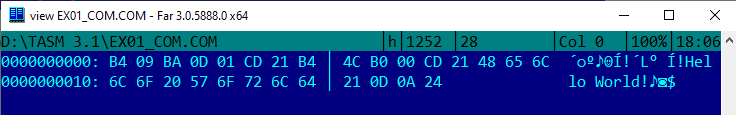 view EX01_COM.COM - Far 3.0.5888.0 x64
D:\TASM 3.1\EX01_COM.COM │h│1252 │28 │Col 0 │100%│18:06
0000000000: B4 09 BA 0D 01 CD 21 B4 │ 4C B0 00 CD 21 48 65 6C ´○º♪☺Í!´L° Í!Hel
0000000010: 6C 6F 20 57 6F 72 6C 64 │ 21 0D 0A 24 lo World!♪◙$